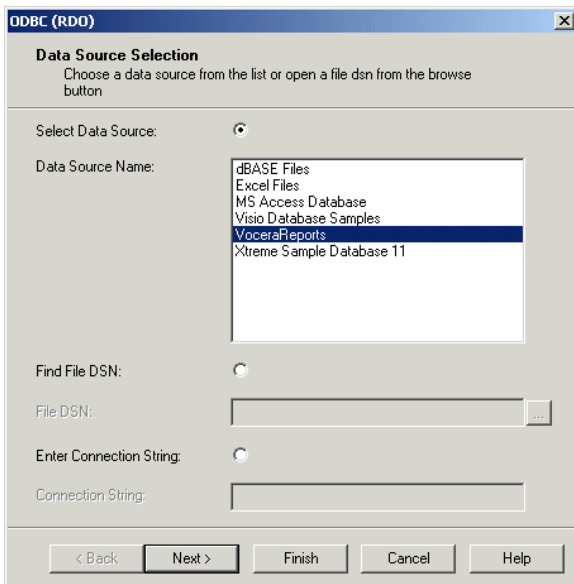 ODBC (RDO)
Data Source Selection
Choose a data source from the list or open a file dsn from the browse
button
Select Data Source:
Data Source Name:
dBASE Files
Excel Files
MS Access Database
Visio Database Samples
VoceraReports
Xtreme Sample Database 11
Find File DSN:
File DSN:
...
Enter Connection String:
Connection String:
< Back
Next >
Finish
Cancel
Help